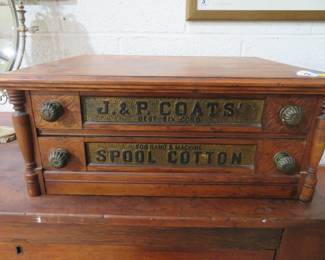 J. & P. COATS'
BEST SIX CORD
FOR HAND & MACHINE
SPOOL COTTON